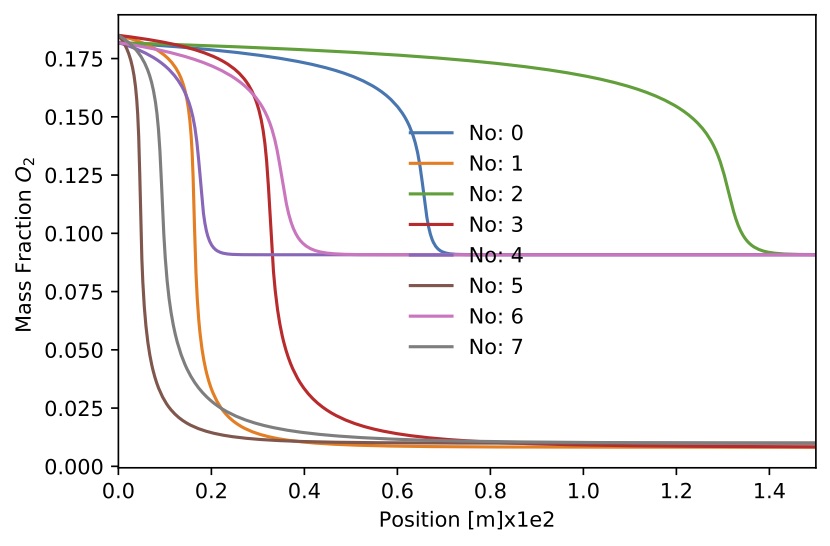 0.175
0.150
0.125
0.100
0.075
0.050
0.025
0.000
Mass Fraction O₂
No: 0
No: 1
No: 2
No: 3
No: 4
No: 5
No: 6
No: 7
0.0 0.2 0.4 0.6 0.8 1.0 1.2 1.4
Position [m]x1e2